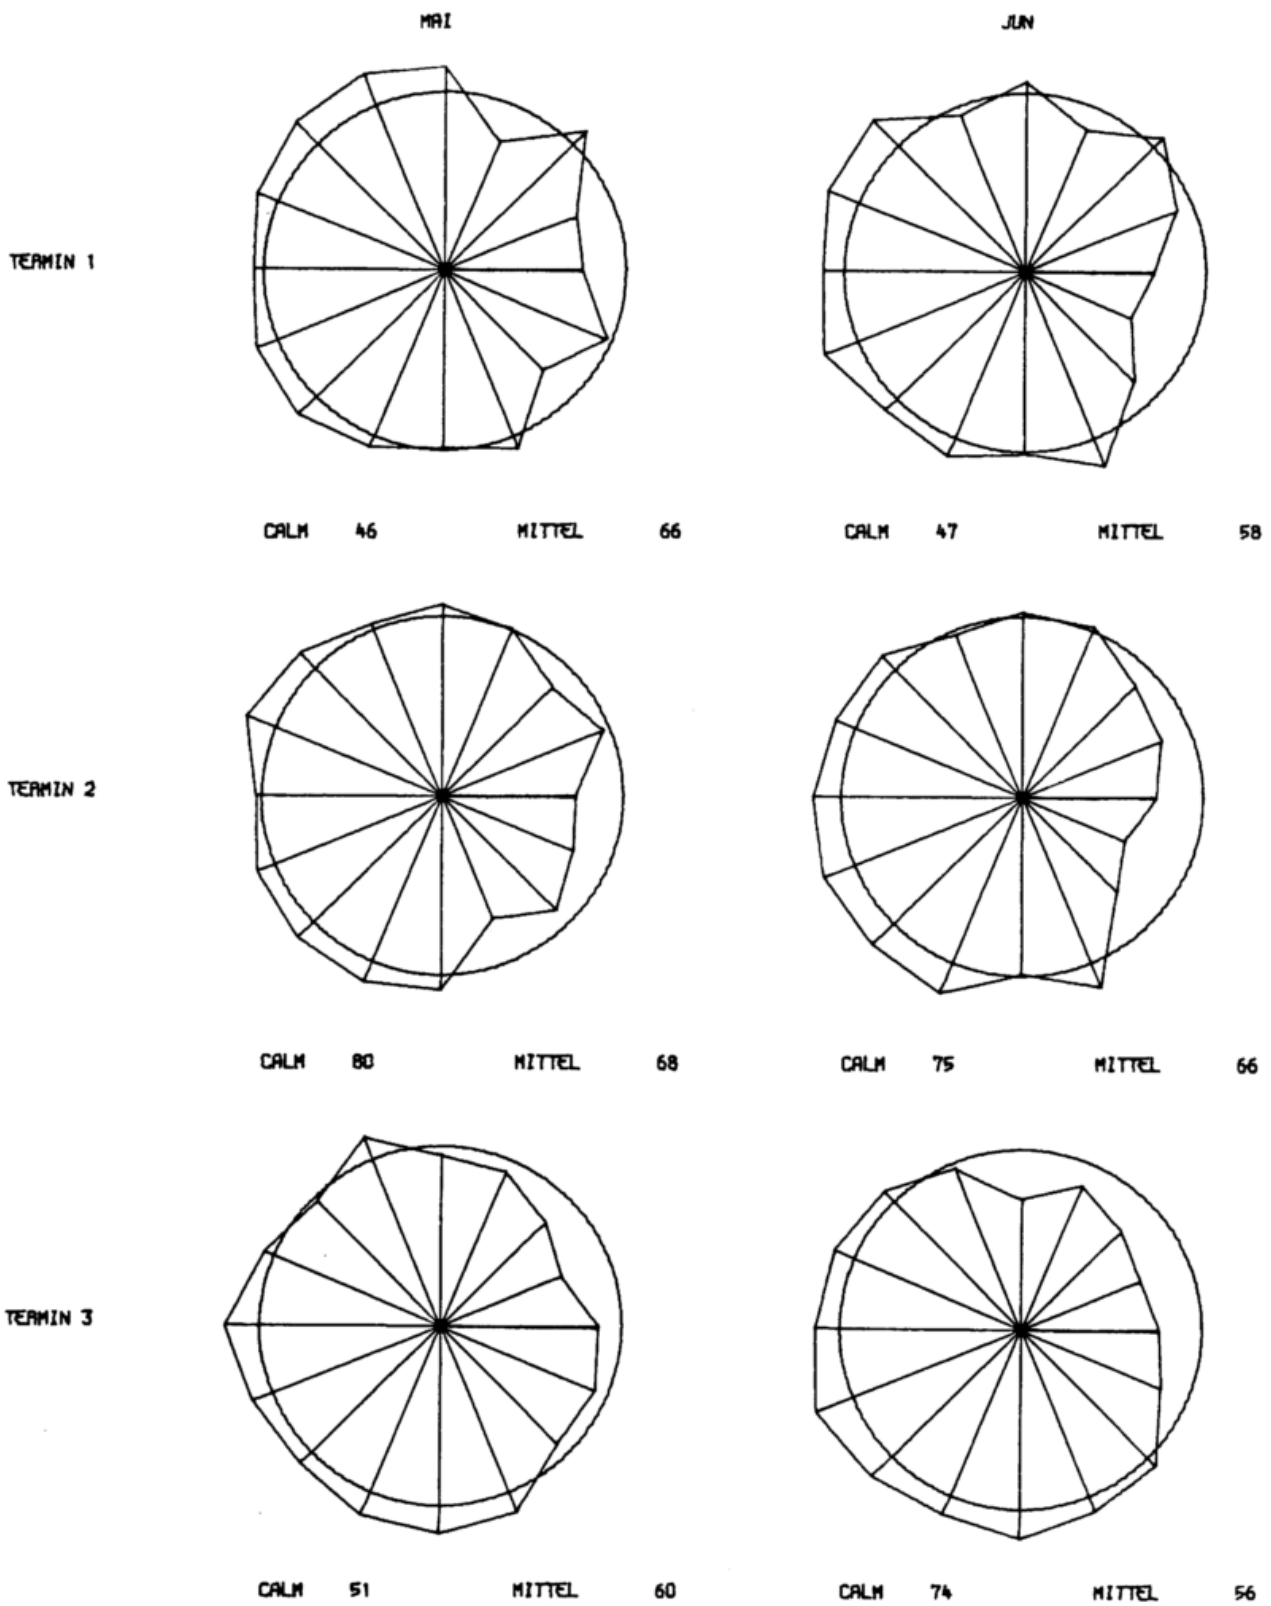 MAI JUN
TERMIN 1
CALM 46 MITTEL 66 CALM 47 MITTEL 58
TERMIN 2
CALM 80 MITTEL 68 CALM 75 MITTEL 66
TERMIN 3
CALM 51 MITTEL 60 CALM 74 MITTEL 56